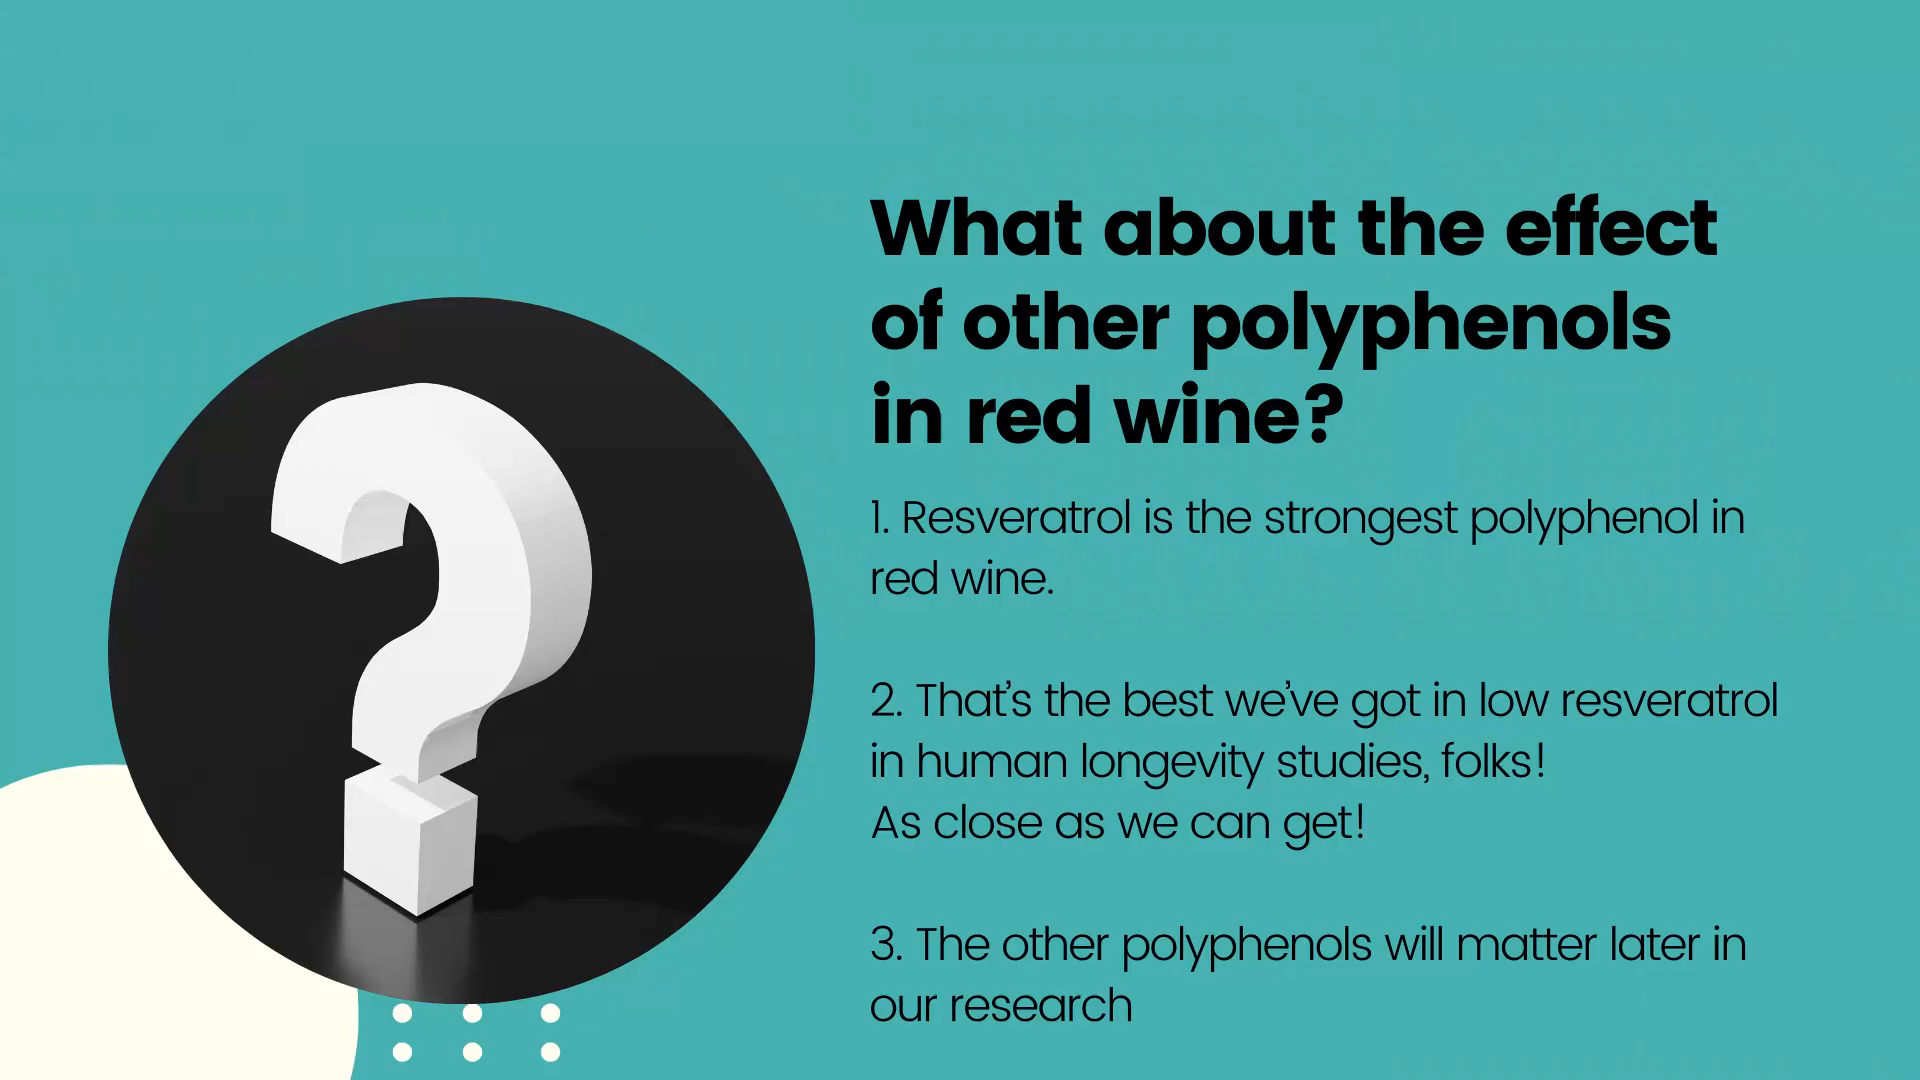 What about the effect
of other polyphenols
in red wine?
1. Resveratrol is the strongest polyphenol in
red wine.
2. That's the best we've got in low resveratrol
in human longevity studies, folks!
As close as we can get!
3. The other polyphenols will matter later in
our research